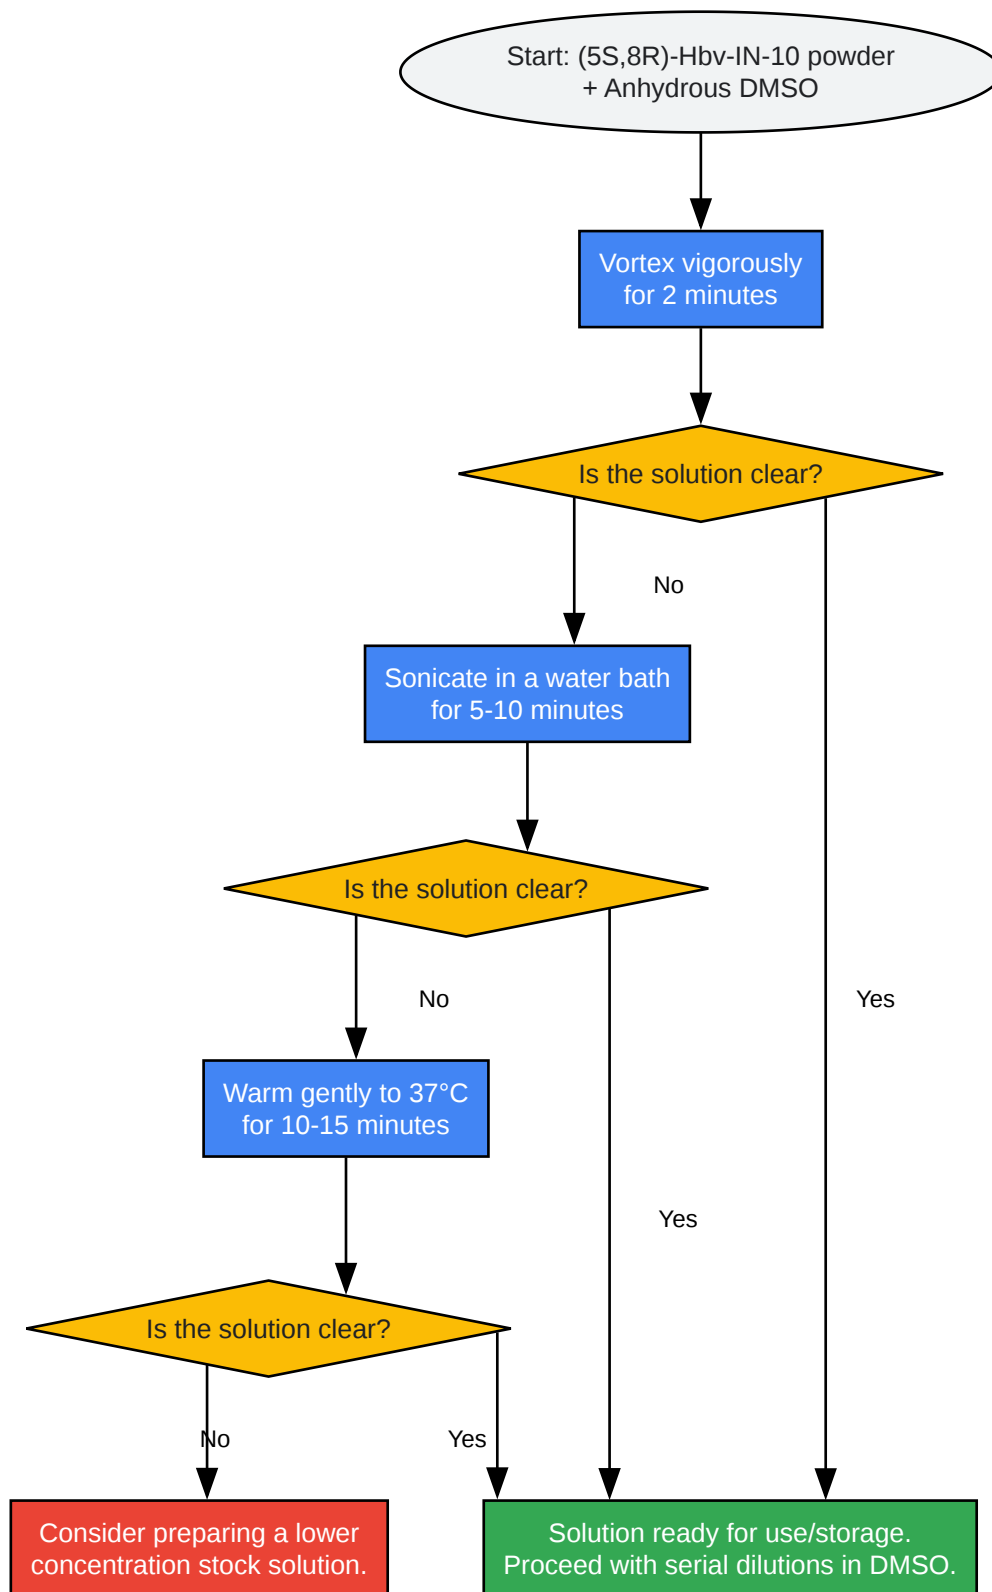 Start: (5S,8R)-Hbv-IN-10 powder
+ Anhydrous DMSO
Vortex vigorously
for 2 minutes
Is the solution clear?
No
Sonicate in a water bath
for 5-10 minutes
Is the solution clear?
No
Yes
Warm gently to 37°C
for 10-15 minutes
Yes
Is the solution clear?
No
Yes
Consider preparing a lower
concentration stock solution.
Solution ready for use/storage.
Proceed with serial dilutions in DMSO.